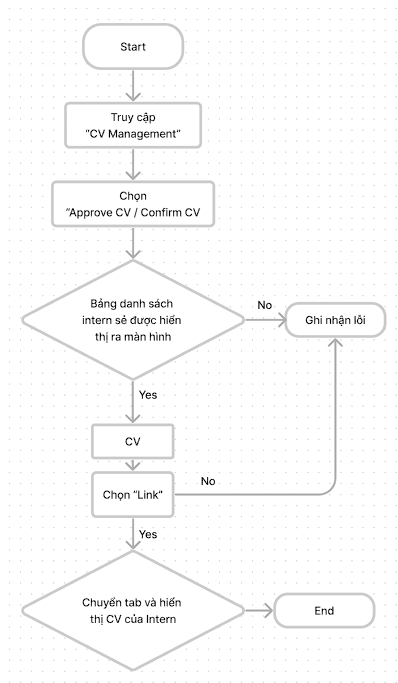 Start
Truy cập
"CV Management"
Chọn
"Approve CV / Confirm CV
Bảng danh sách
intern sẻ được hiển
thị ra màn hình
No
Ghi nhận lỗi
Yes
CV
Chọn "Link"
No
Yes
Chuyển tab và hiển
thị CV của Intern
End